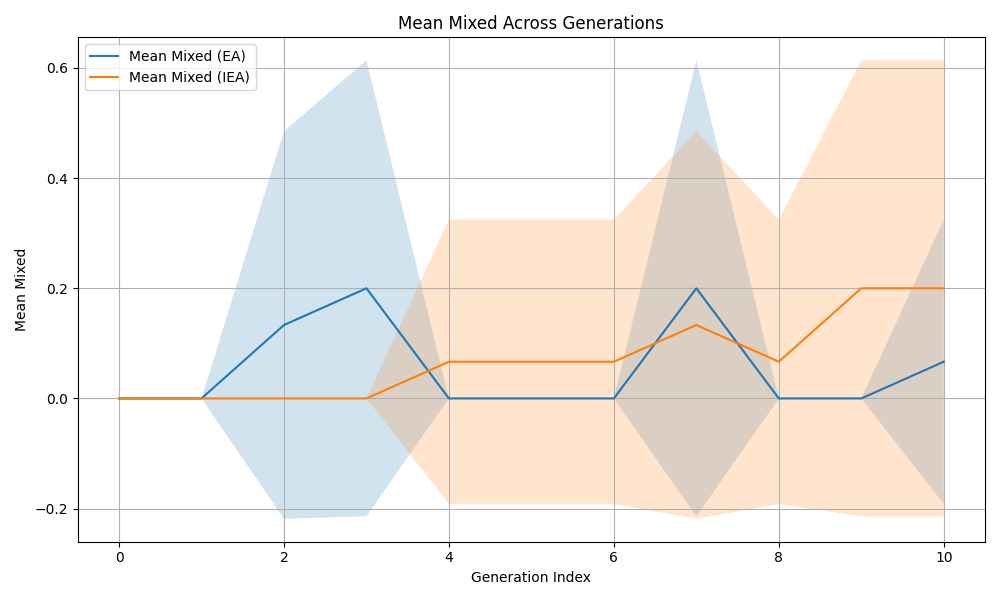 Mean Mixed Across Generations
Mean Mixed (EA)
Mean Mixed (IEA)
Mean Mixed
0.6
0.4
0.2
0.0
−0.2
0 2 4 6 8 10
Generation Index